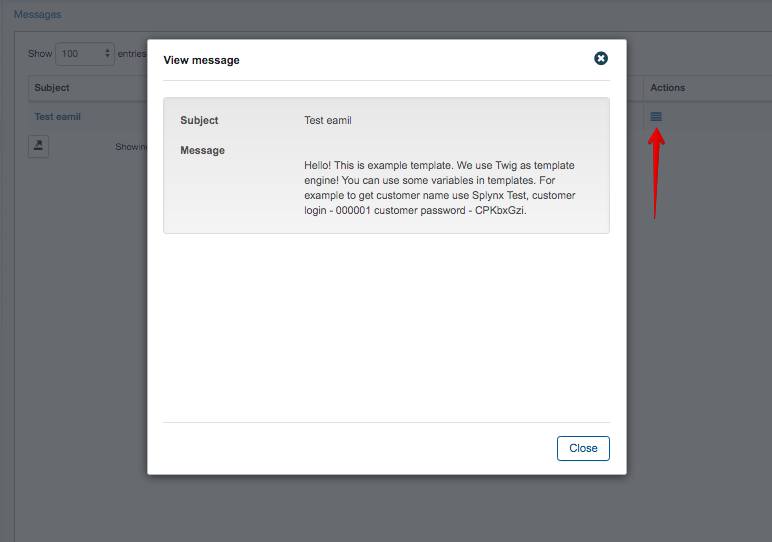 Messages
Show 100 entries
View message
Subject
Actions
Subject Test eamil
Message
Hello! This is example template. We use Twig as template
engine! You can use some variables in templates. For
example to get customer name use Splynx Test, customer
login - 000001 customer password - CPKbxGzi.
Test eamil
Showing
Close